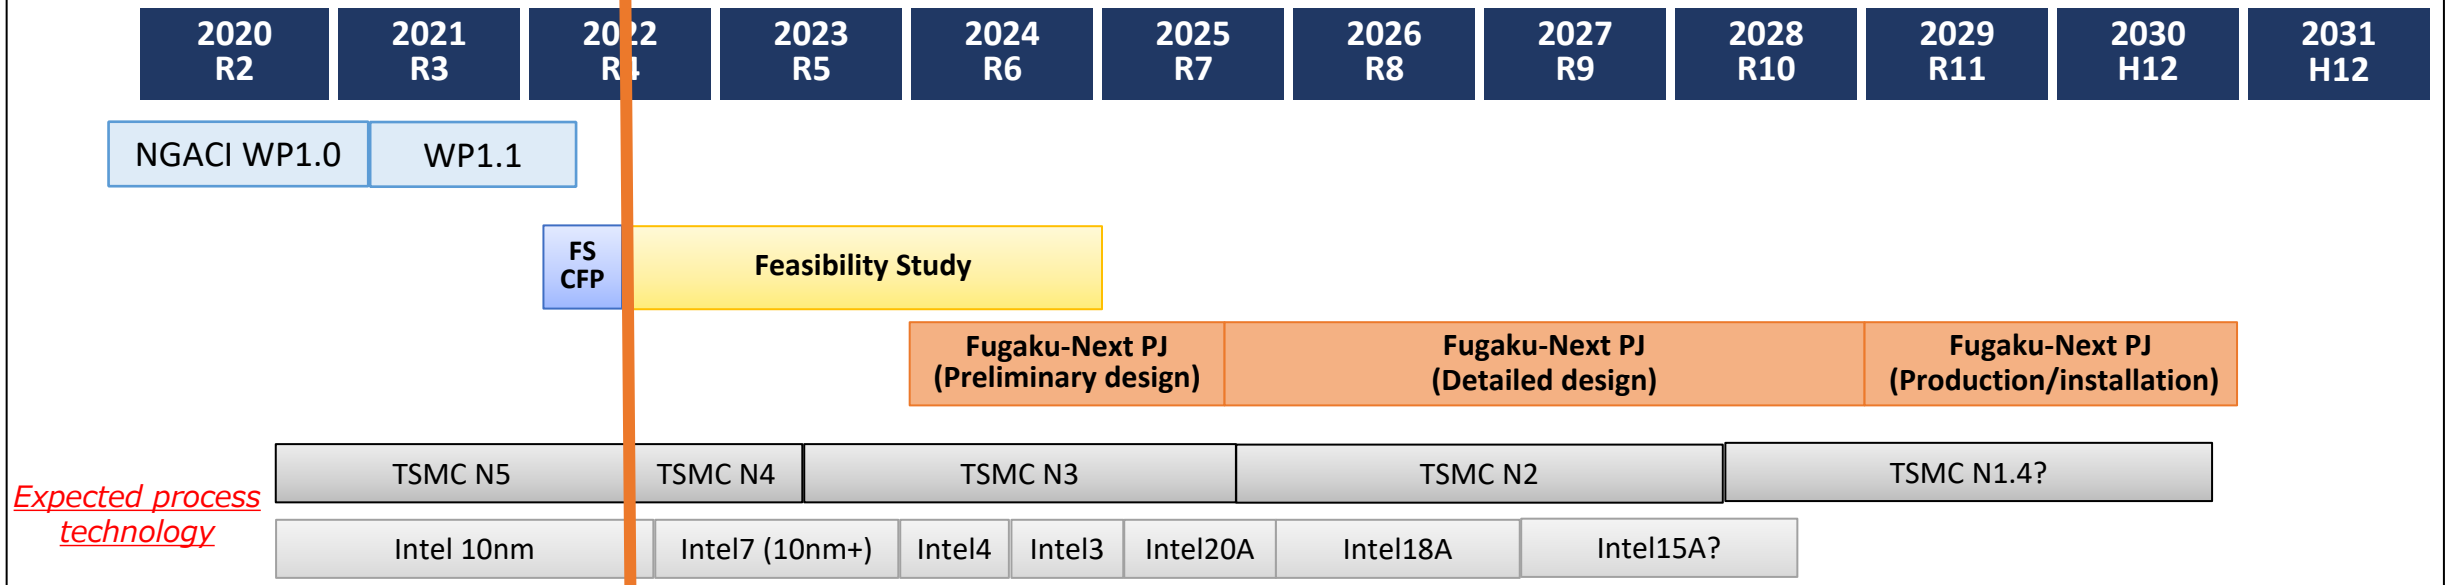 2020
R2
2021
R3
2022
R4
2023
R5
2024
R6
2025
R7
2026
R8
2027
R9
2028
R10
2029
R11
2030
H12
2031
H12
NGACI WP1.0
WP1.1
FS
CFP
Feasibility Study
Fugaku-Next PJ
(Preliminary design)
Fugaku-Next PJ
(Detailed design)
Fugaku-Next PJ
(Production/installation)
Expected process
technology
TSMC N5
TSMC N4
TSMC N3
TSMC N2
TSMC N1.4?
Intel 10nm
Intel7 (10nm+)
Intel4
Intel3
Intel20A
Intel18A
Intel15A?